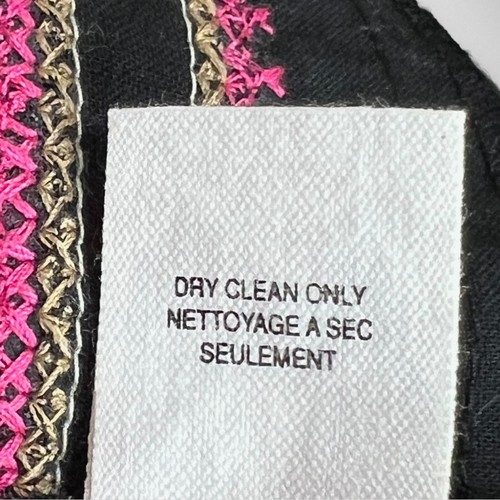 DRY CLEAN ONLY
NETTOYAGE A SEC
SEULEMENT